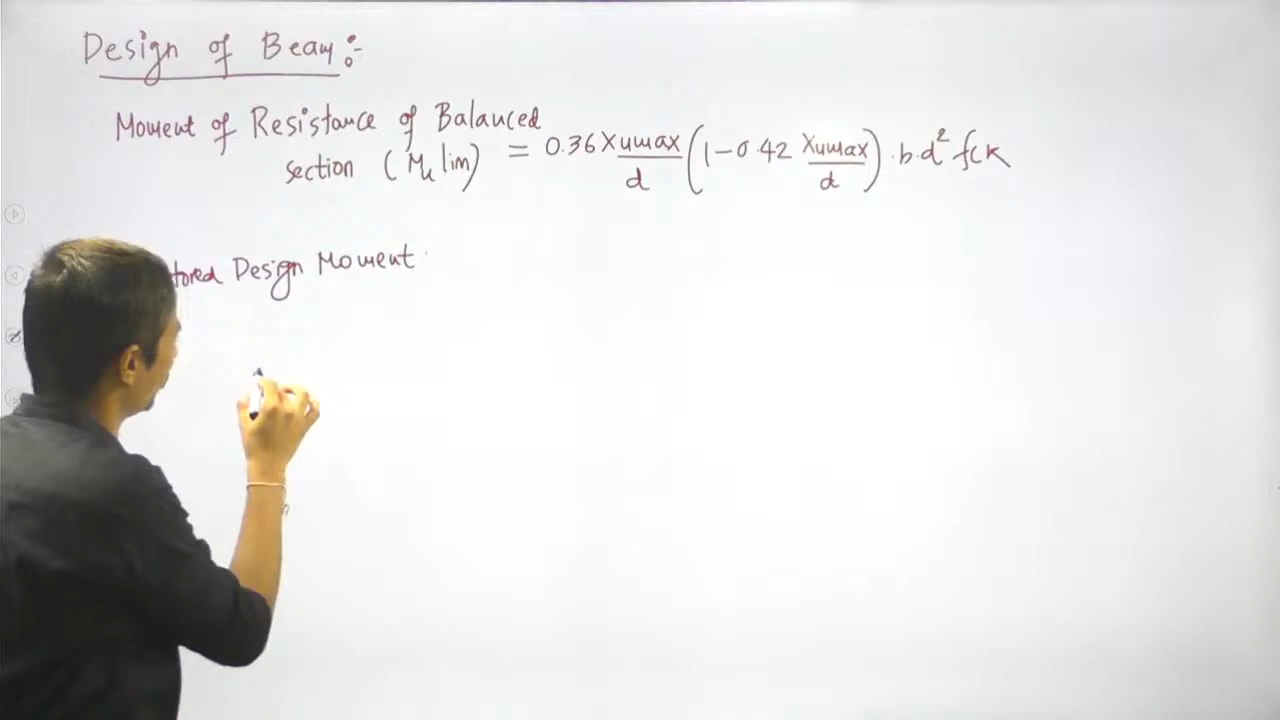 Design of Beam:-
Moment of Resistance of Balanced
section (Mu lim) = 0.36 Xumax/d (1-0.42 Xumax/d) . b.d² fck
tored Design Moment